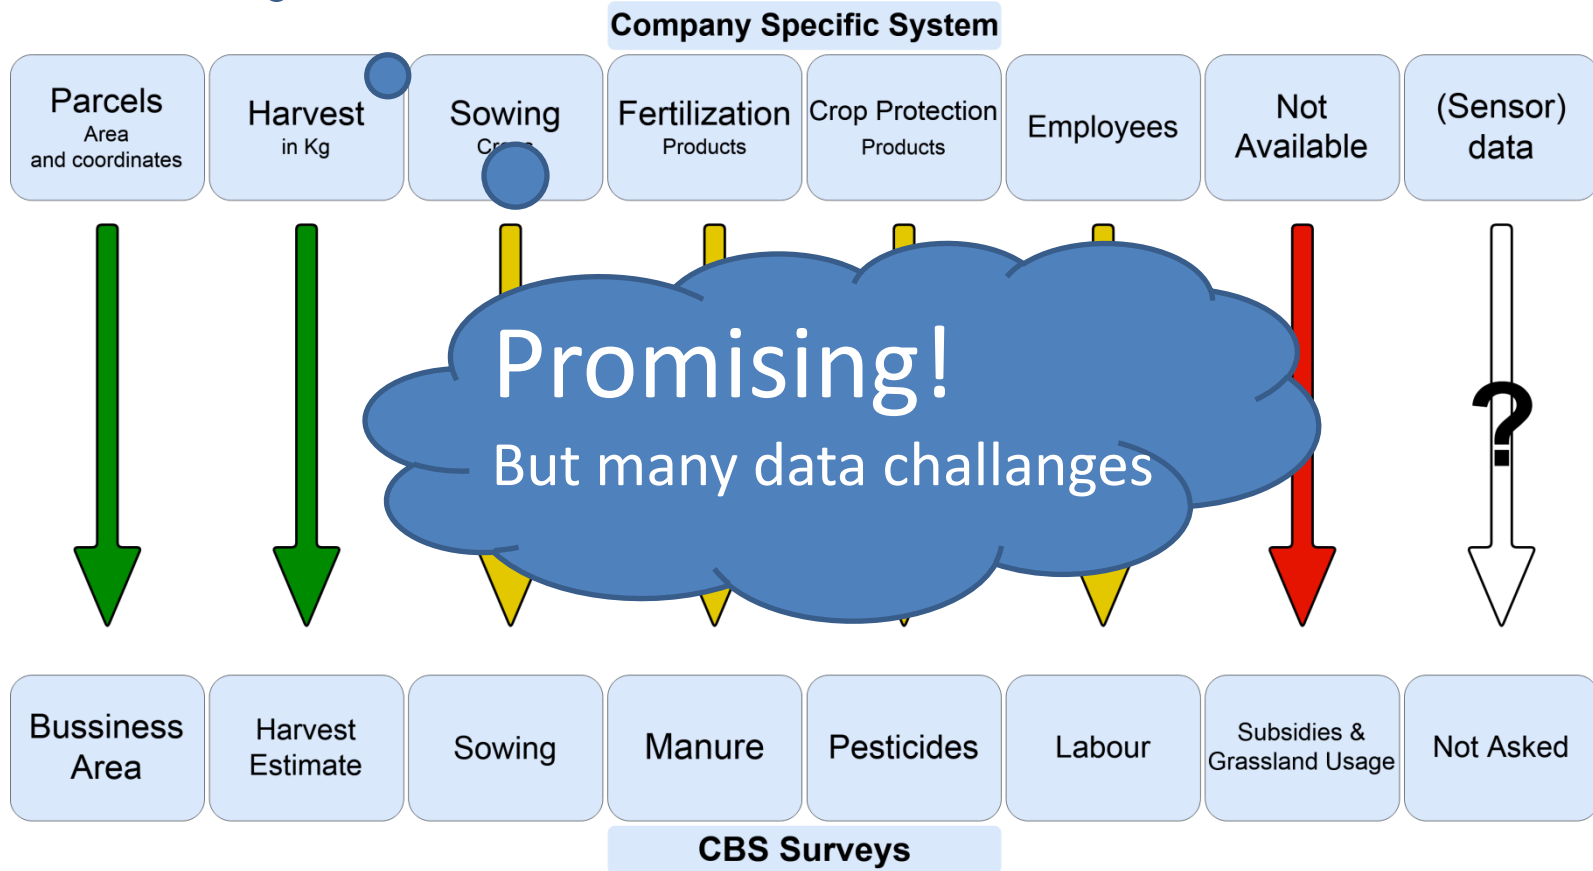 Company Specific System
Parcels
Area
and coordinates
Harvest
in Kg
Sowing
Fertilization
Products
Crop Protection
Products
Employees
Not
Available
(Sensor)
data
Promising!
But many data challanges
?
Bussiness
Area
Harvest
Estimate
Sowing
Manure
Pesticides
Labour
Subsidies &
Grassland Usage
Not Asked
CBS Surveys